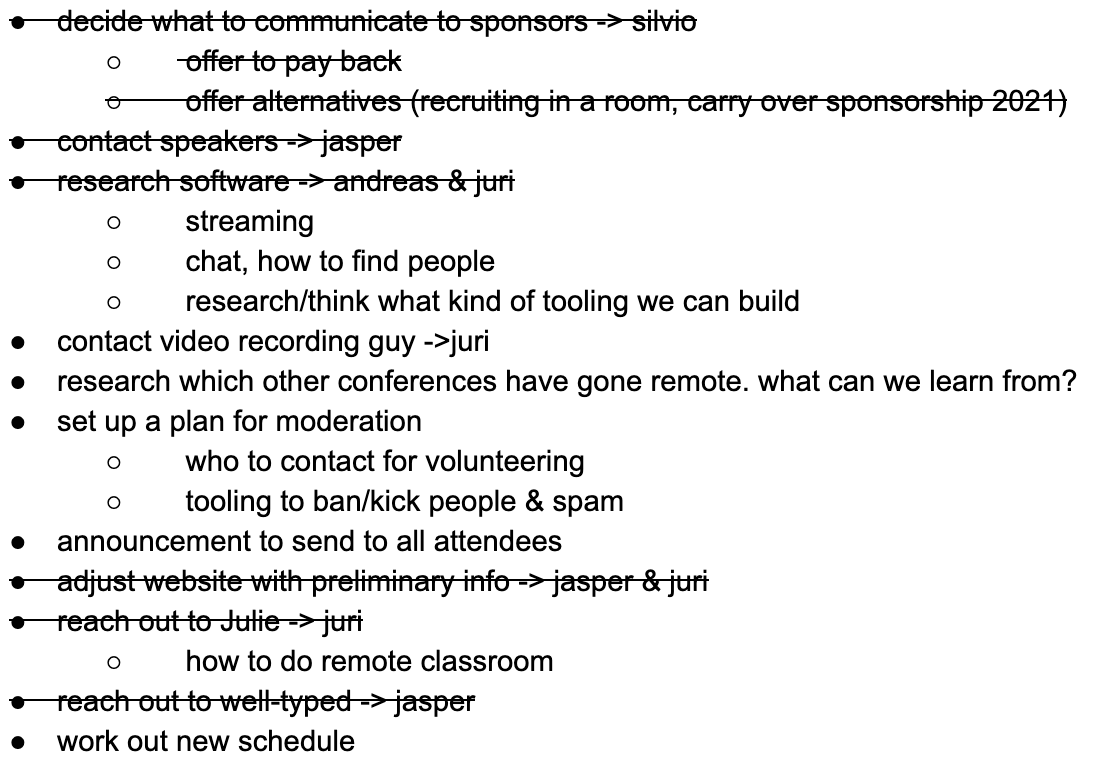 ● decide what to communicate to sponsors -> silvio
○ offer to pay back
○ offer alternatives (recruiting in a room, carry over sponsorship 2021)
● contact speakers -> jasper
● research software -> andreas & juri
○ streaming
○ chat, how to find people
○ research/think what kind of tooling we can build
● contact video recording guy ->juri
● research which other conferences have gone remote. what can we learn from?
● set up a plan for moderation
○ who to contact for volunteering
○ tooling to ban/kick people & spam
● announcement to send to all attendees
● adjust website with preliminary info -> jasper & juri
● reach out to Julie -> juri
○ how to do remote classroom
● reach out to well-typed -> jasper
● work out new schedule